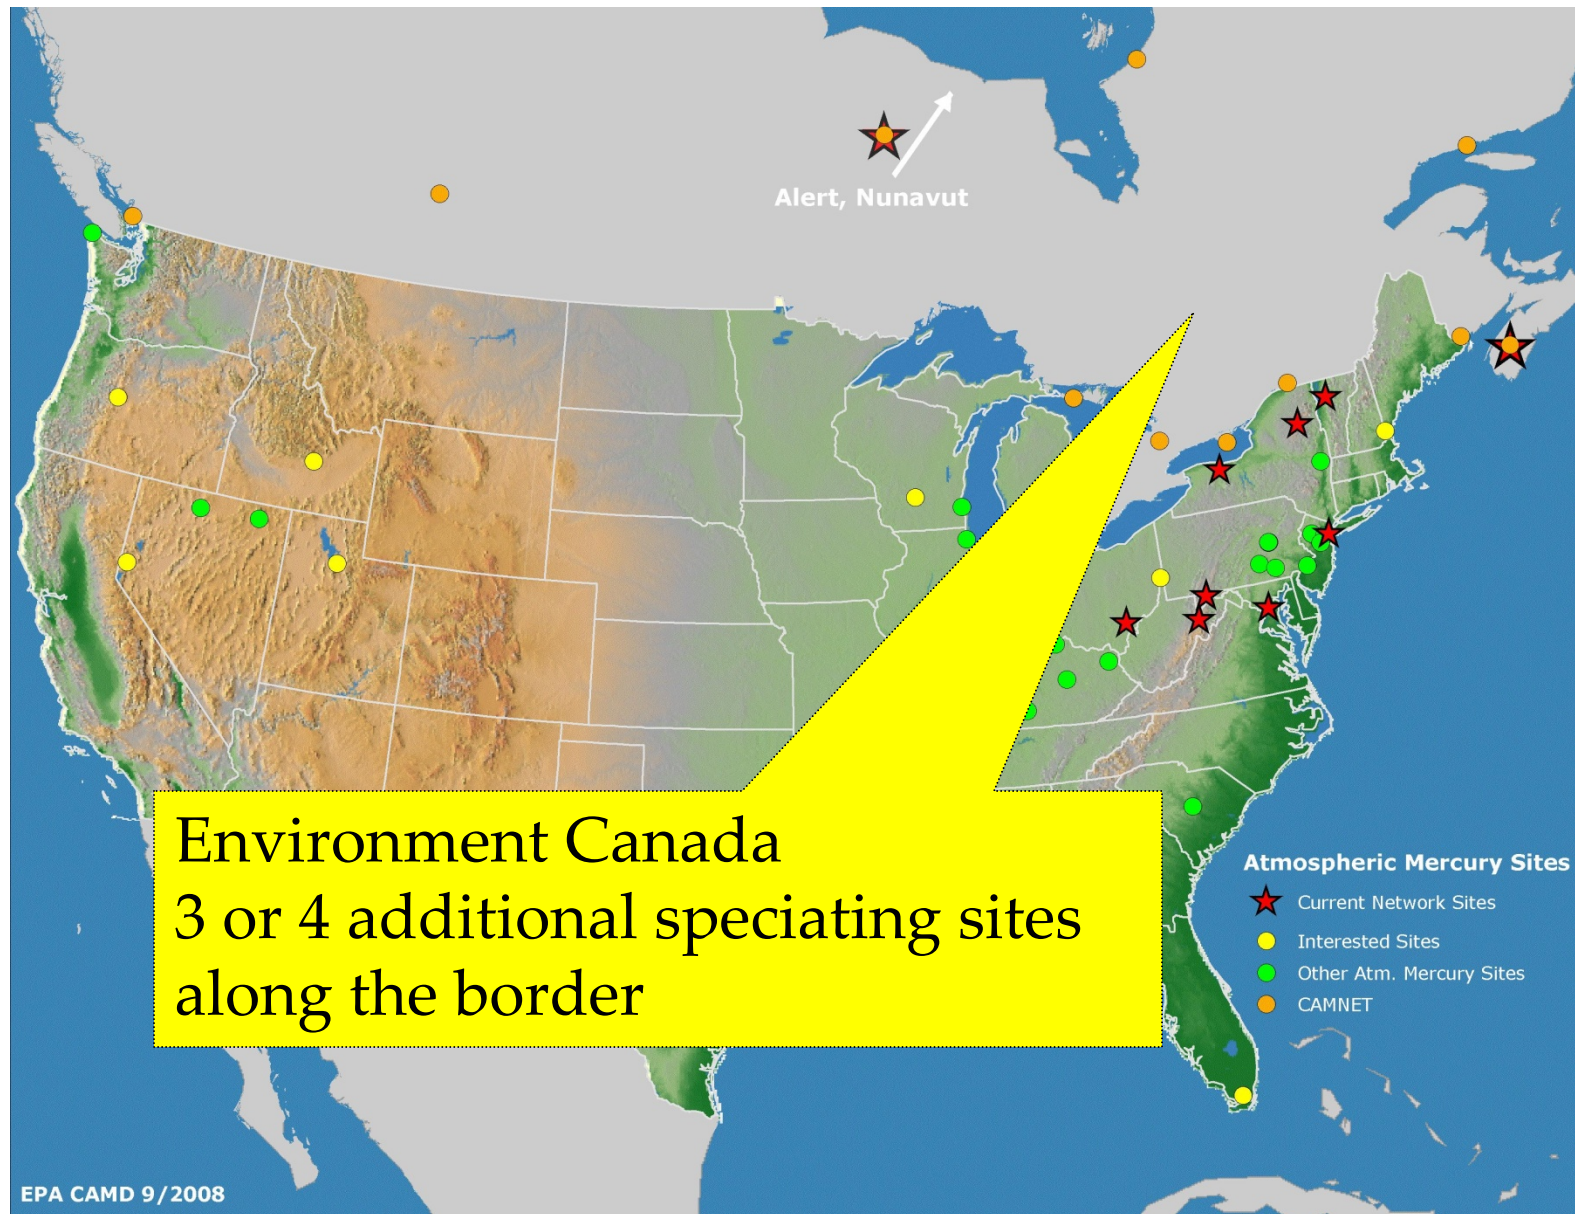 Alert, Nunavut
Environment Canada
3 or 4 additional speciating sites
along the border
Atmospheric Mercury Sites
Current Network Sites
Interested Sites
Other Atm. Mercury Sites
CAMNET
EPA CAMD 9/2008